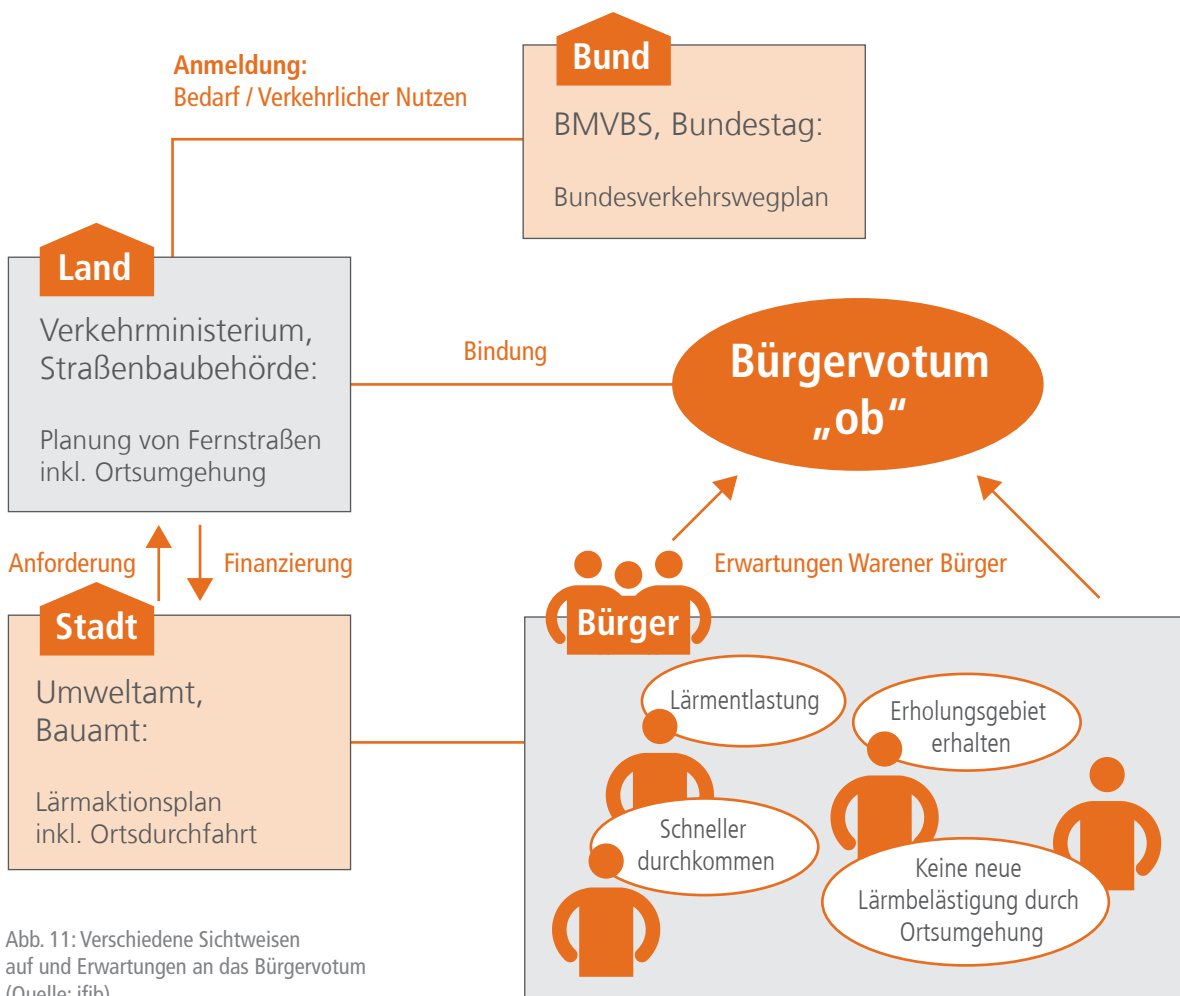 Anmeldung:
Bedarf / Verkehrlicher Nutzen
Bund
BMVBS, Bundestag:
Bundesverkehrswegplan
Land
Verkehrministerium,
Straßenbaubehörde:
Planung von Fernstraßen
inkl. Ortsumgehung
Bindung
Bürgervotum
„ob“
Anforderung
Finanzierung
Erwartungen Warener Bürger
Stadt
Umweltamt,
Bauamt:
Lärmaktionsplan
inkl. Ortsdurchfahrt
Bürger
Lärmentlastung
Erholungsgebiet
erhalten
Schneller
durchkommen
Keine neue
Lärmbelästigung durch
Ortsumgehung
Abb. 11: Verschiedene Sichtweisen
auf und Erwartungen an das Bürgervotum
(Quelle: ifib)